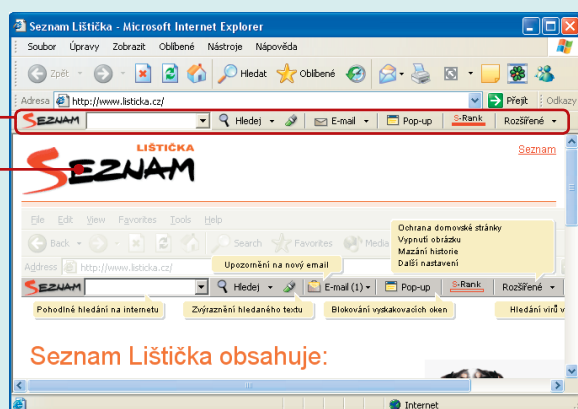 Seznam Lištička - Microsoft Internet Explorer
Soubor Úpravy Zobrazit Oblíbené Nástroje Nápověda
Zpět Hledat Oblíbené
Adresa http://www.listicka.cz/ Přejít Odkazy
SEZNAM Hledej E-mail Pop-up S-Rank Rozšířené
LIŠTIČKA
SEZNAM
Seznam
File Edit View Favorites Tools Help
Back Search Favorites Media
Ochrana domovské stránky
Vypnutí obrázku
Mazání historie
Další nastavení
Address http://www.listicka.cz/
Upozornění na nový email
SEZNAM Hledej E-mail (1) Pop-up S-Rank Rozšířené
Pohodlné hledání na internetu Zvýraznění hledaného textu Blokování vyskakovacích oken Hledání virů v
Seznam Lištička obsahuje:
Internet